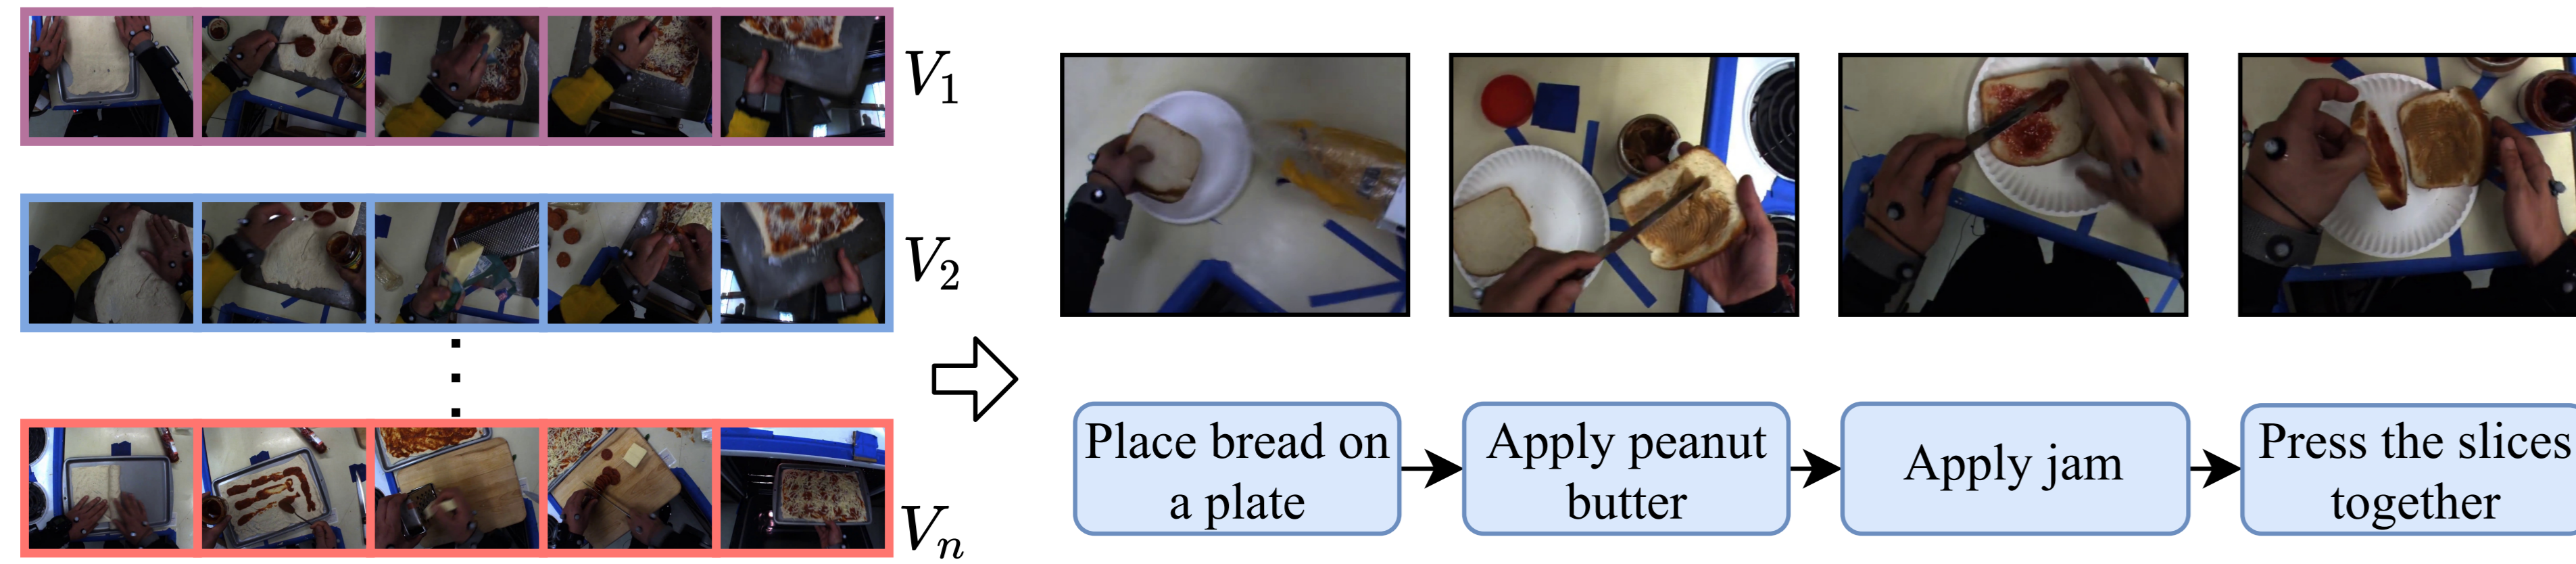 V1
V2
Vn
Place bread on
a plate
Apply peanut
butter
Apply jam
Press the slices
together